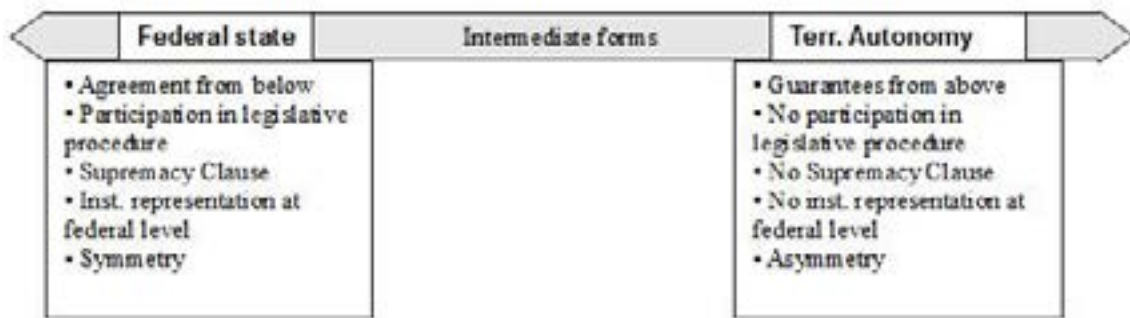 Federal state
Intermediate forms
Terr. Autonomy
• Agreement from below
• Participation in legislative
procedure
• Supremacy Clause
• Inst. representation at
federal level
• Symmetry
• Guarantees from above
• No participation in
legislative procedure
• No Supremacy Clause
• No inst. representation at
federal level
• Asymmetry